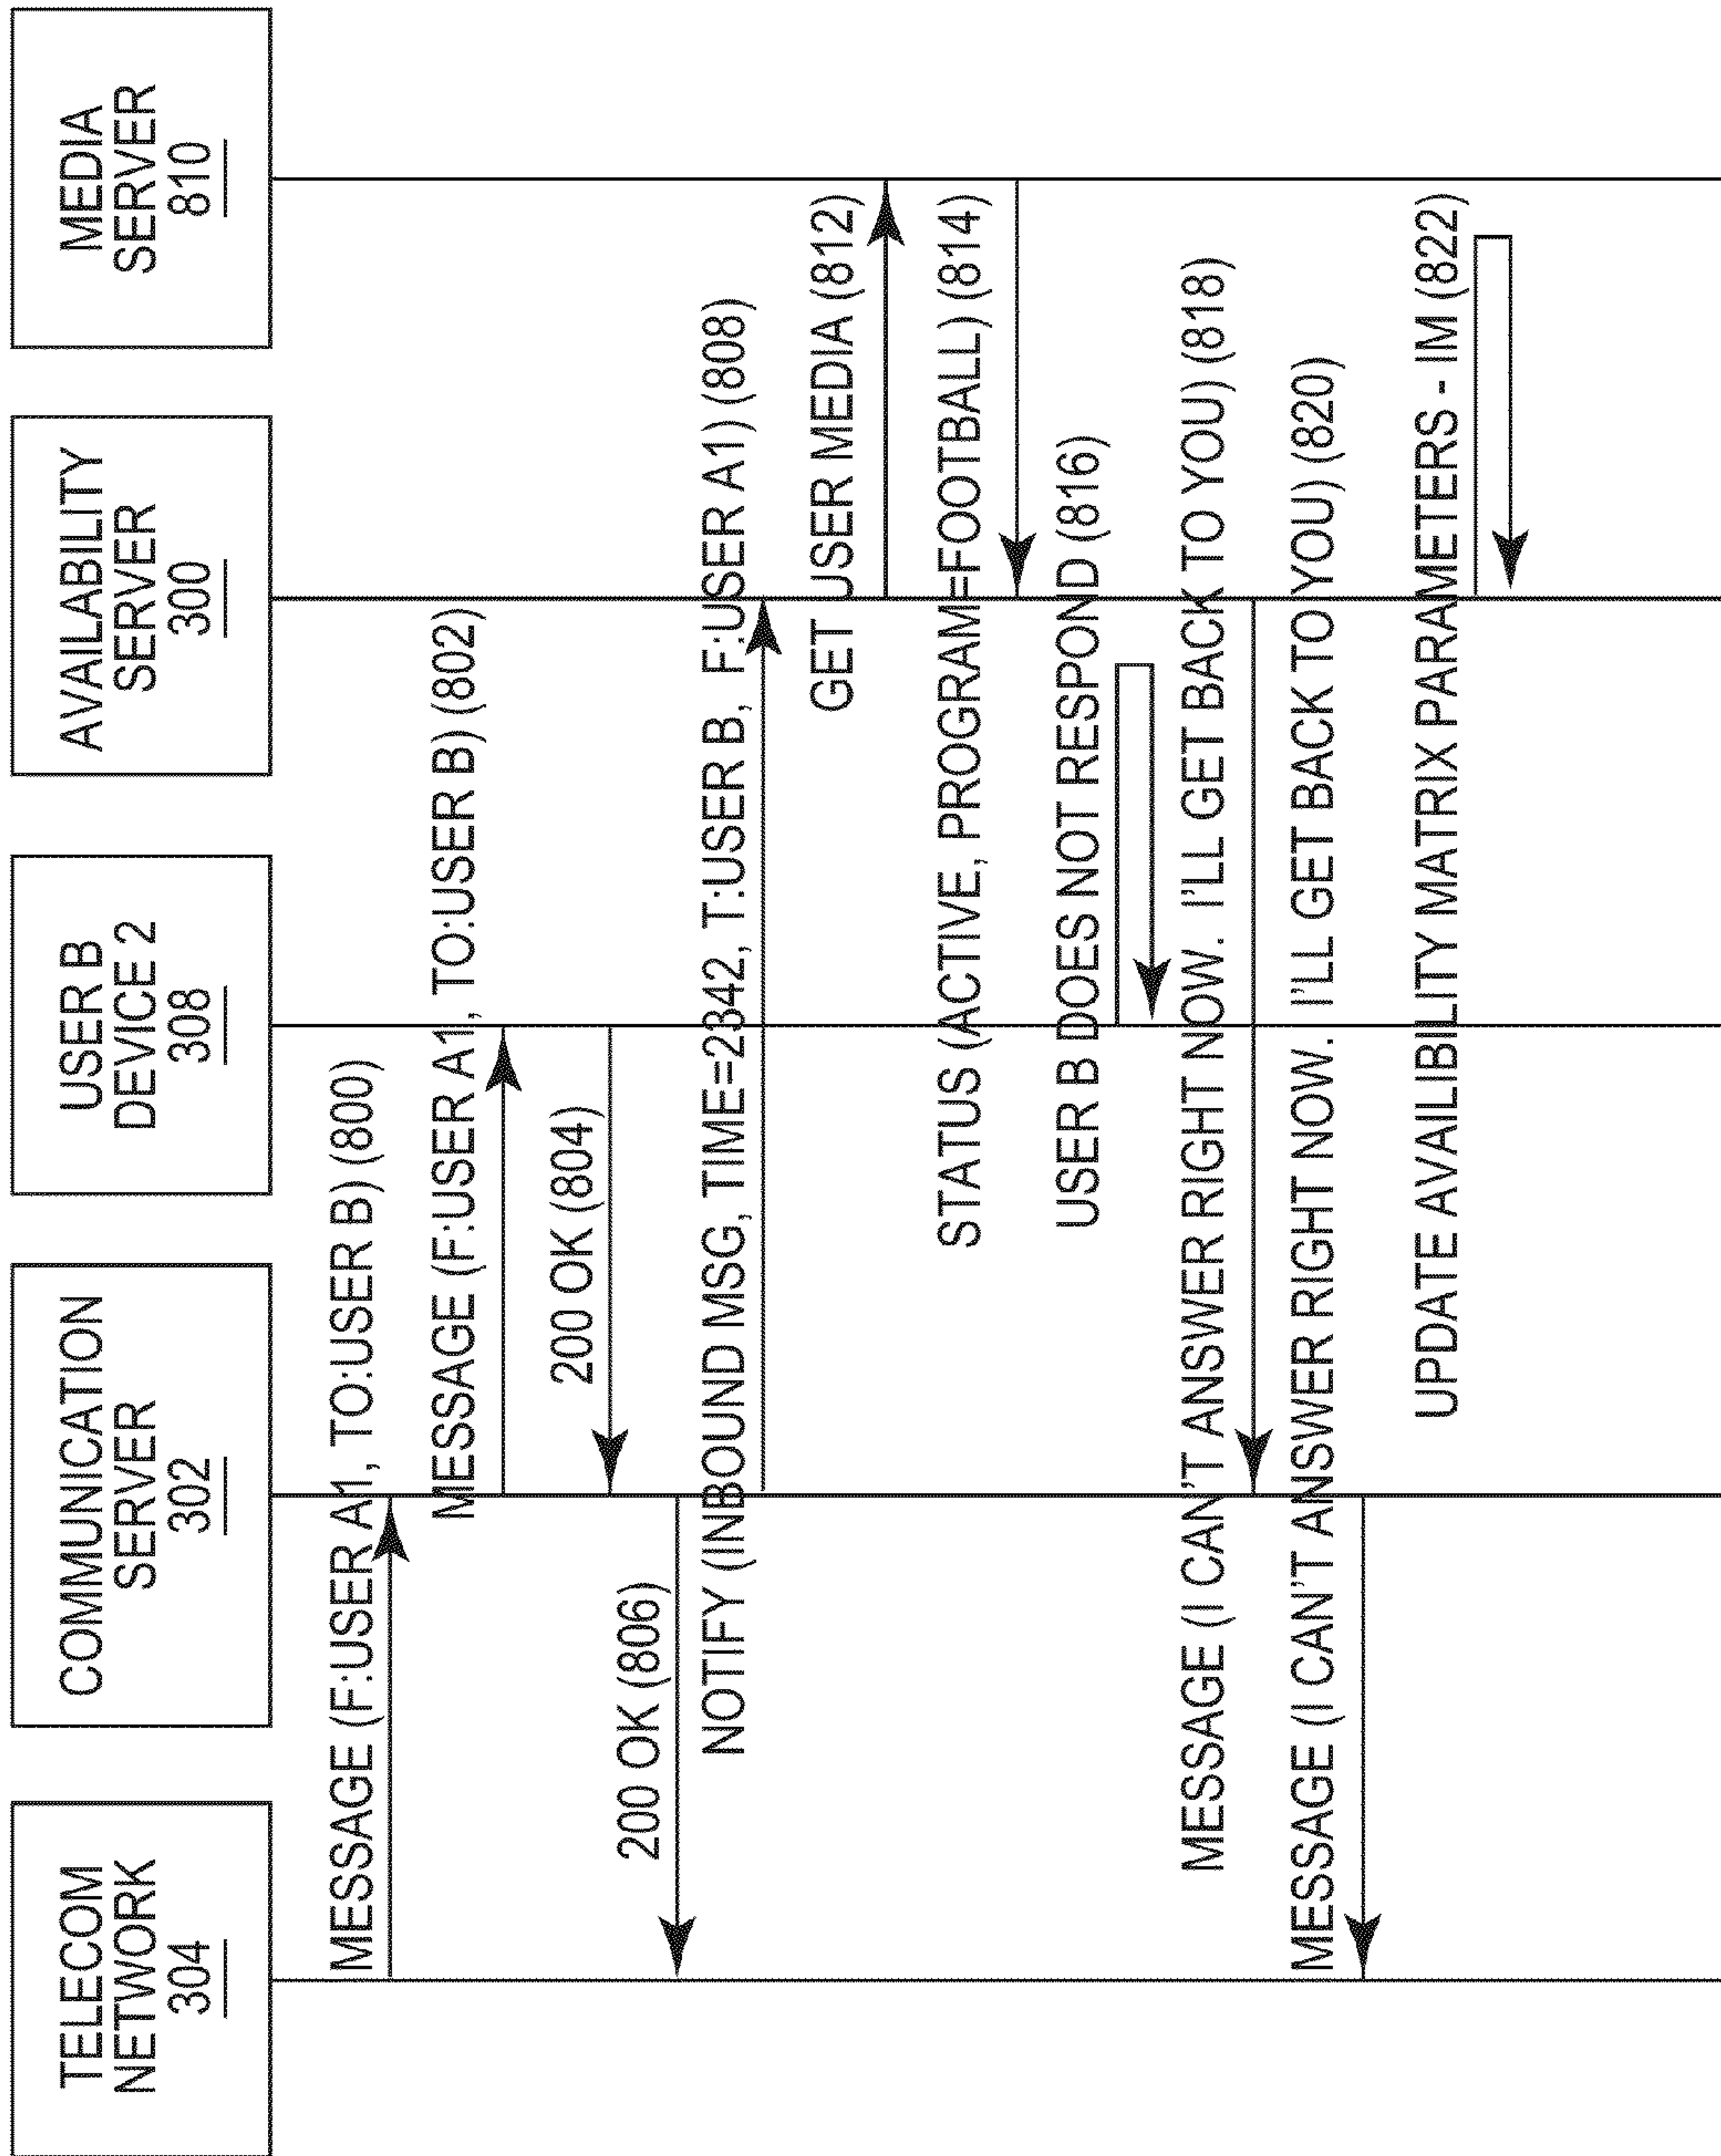 TELECOM
NETWORK
304
COMMUNICATION
SERVER
302
USER B
DEVICE 2
308
AVAILABILITY
SERVER
300
MEDIA
SERVER
810
MESSAGE (F:USER A1, TO:USER B) (800)
MESSAGE (F:USER A1, TO:USER B) (802)
200 OK (804)
200 OK (806)
NOTIFY (INBOUND MSG, TIME=2342, T:USER B, F:USER A1) (808)
GET USER MEDIA (812)
STATUS (ACTIVE, PROGRAM=FOOTBALL) (814)
USER B DOES NOT RESPOND (816)
MESSAGE (I CAN'T ANSWER RIGHT NOW. I'LL GET BACK TO YOU) (818)
MESSAGE (I CAN'T ANSWER RIGHT NOW. I'LL GET BACK TO YOU) (820)
UPDATE AVAILIBILITY MATRIX PARAMETERS - IM (822)